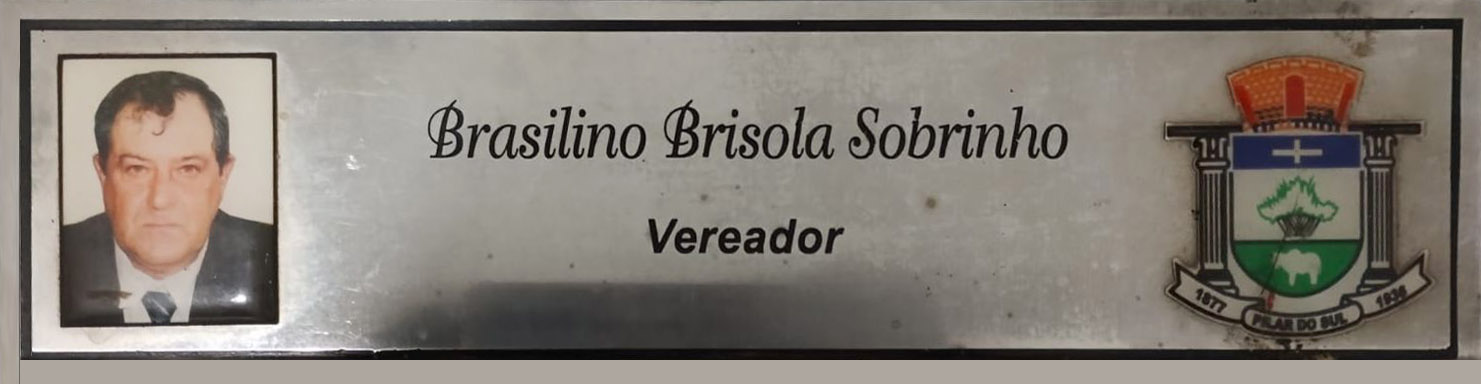 Brasilino Brisola Sobrinho
Vereador
1877 PILAR DO SUL 1936